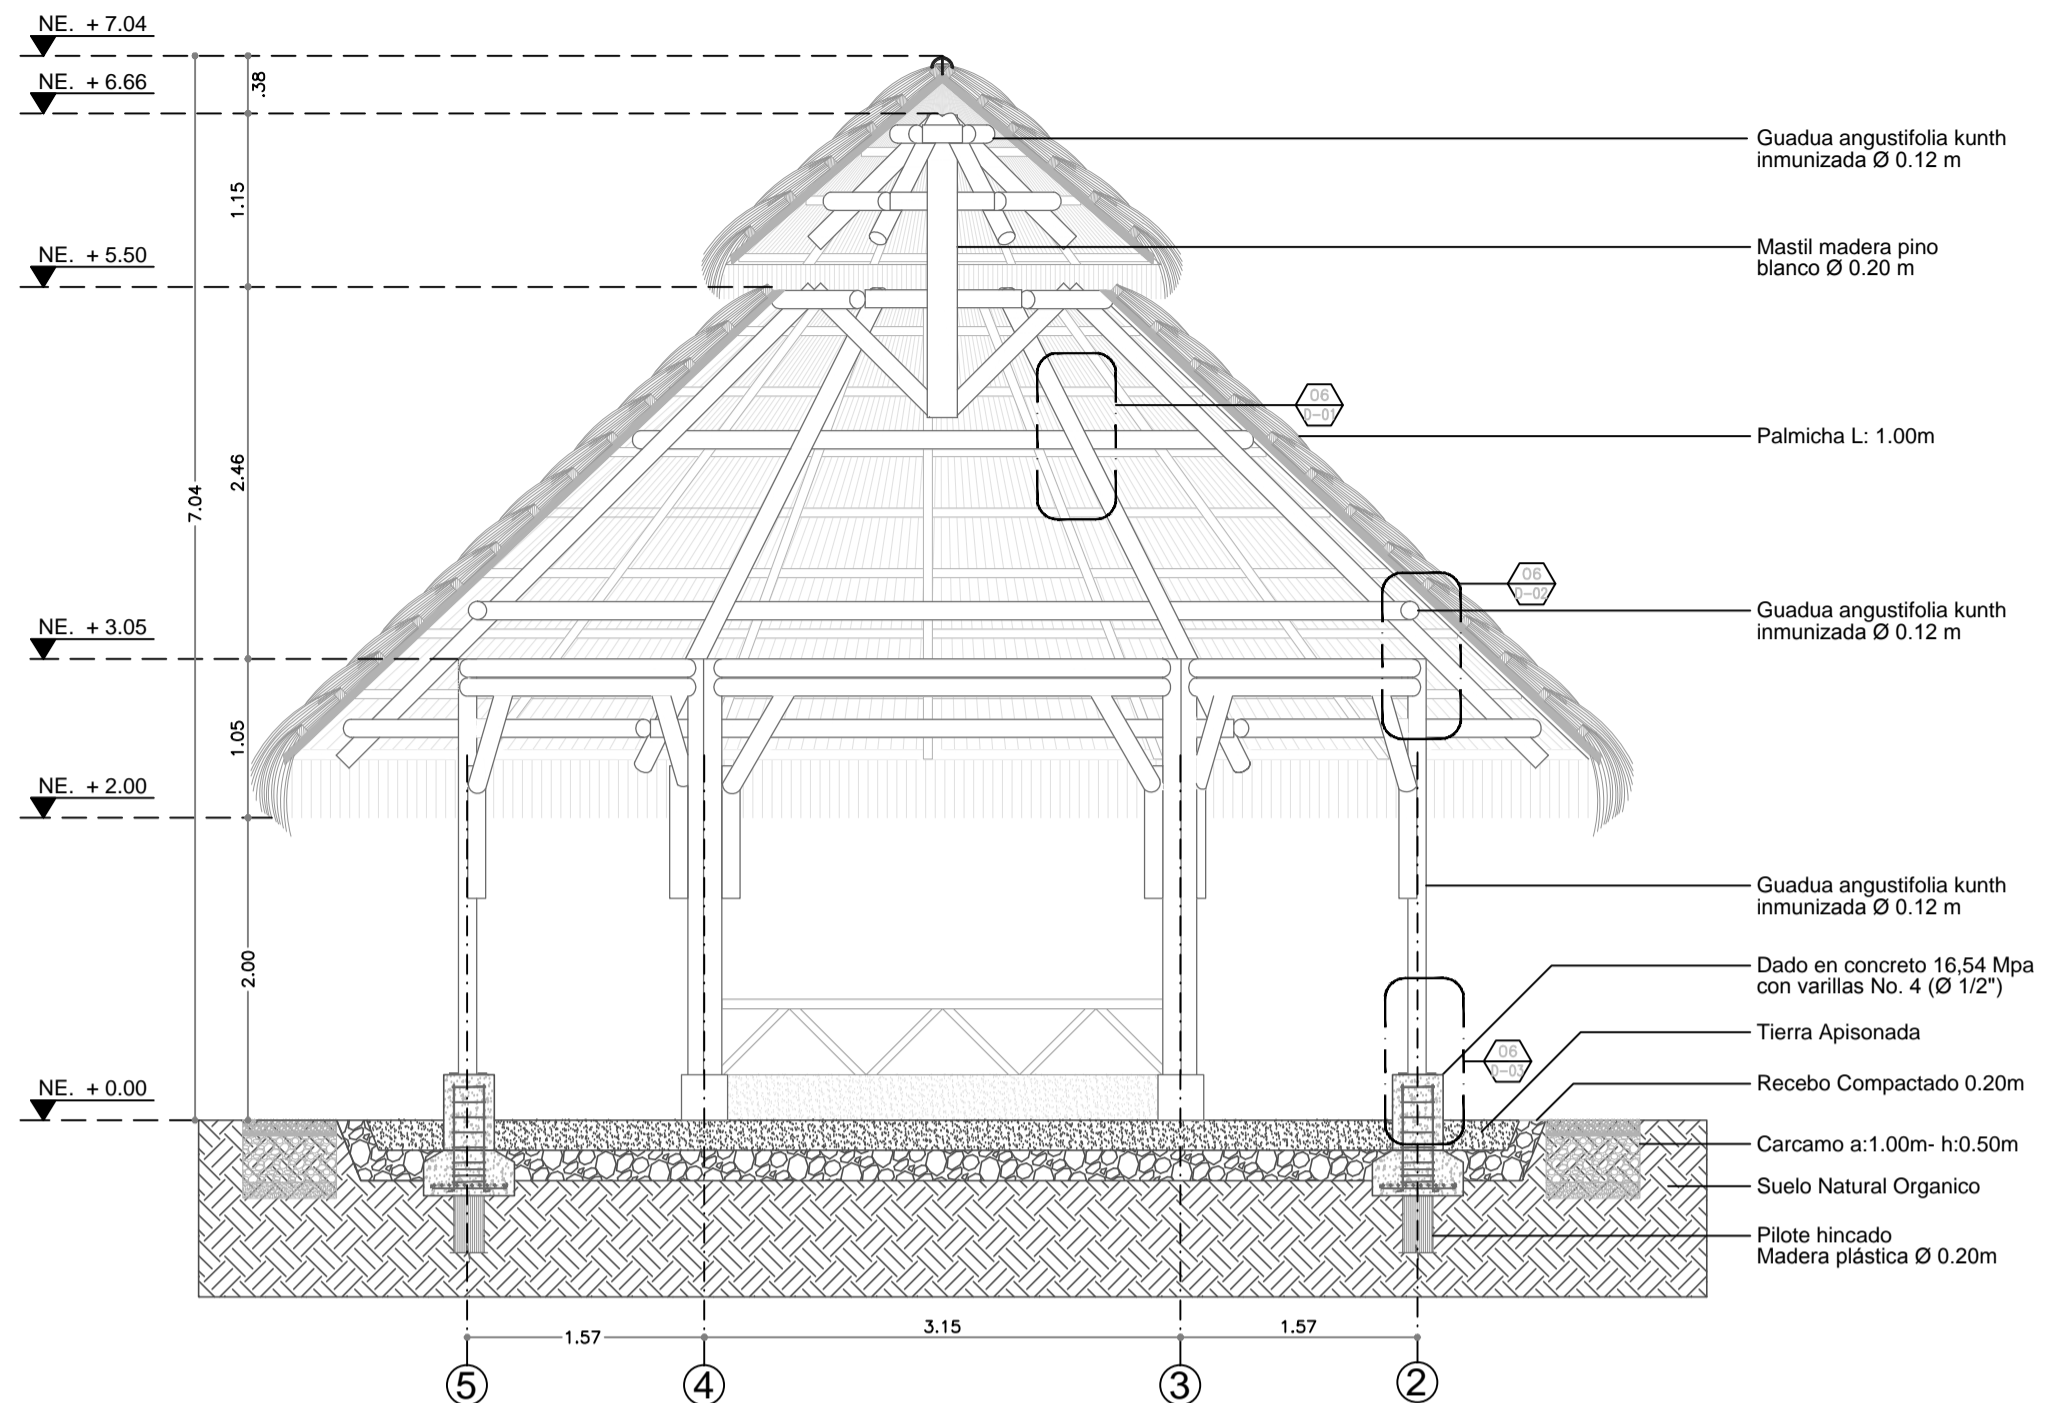 NE. + 7.04
NE. + 6.66
NE. + 5.50
NE. + 3.05
NE. + 2.00
NE. + 0.00
.38
1.15
2.46
7.04
1.05
2.00
Guadua angustifolia kunth
inmunizada Ø 0.12 m
Mastil madera pino
blanco Ø 0.20 m
06
D-01
Palmicha L: 1.00m
06
D-02
Guadua angustifolia kunth
inmunizada Ø 0.12 m
Guadua angustifolia kunth
inmunizada Ø 0.12 m
Dado en concreto 16,54 Mpa
con varillas No. 4 (Ø 1/2")
Tierra Apisonada
06
D-03
Recebo Compactado 0.20m
Carcamo a:1.00m- h:0.50m
Suelo Natural Organico
Pilote hincado
Madera plástica Ø 0.20m
1.57
3.15
1.57
5
4
3
2